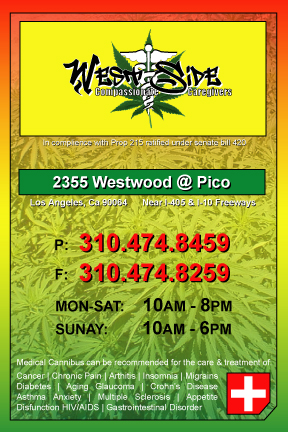 West Side
Compassionate Caregivers
In compliance with Prop 215 ratified under senate bill 420
2355 Westwood @ Pico
Los Angeles, Ca 90064 Near I-405 & I-10 Freeways
P: 310.474.8459
F: 310.474.8259
MON-SAT: 10AM - 8PM
SUNAY: 10AM - 6PM
Medical Cannibus can be recommended for the care & treatment of:
Cancer | Chronic Pain | Arthitis | Insomnia | Migrains
Diabetes | Aging Glaucoma | Crohn's Disease
Asthma Anxiety | Multiple Sclerosis | Appetite
Disfunction HIV/AIDS | Gastrointestinal Disorder